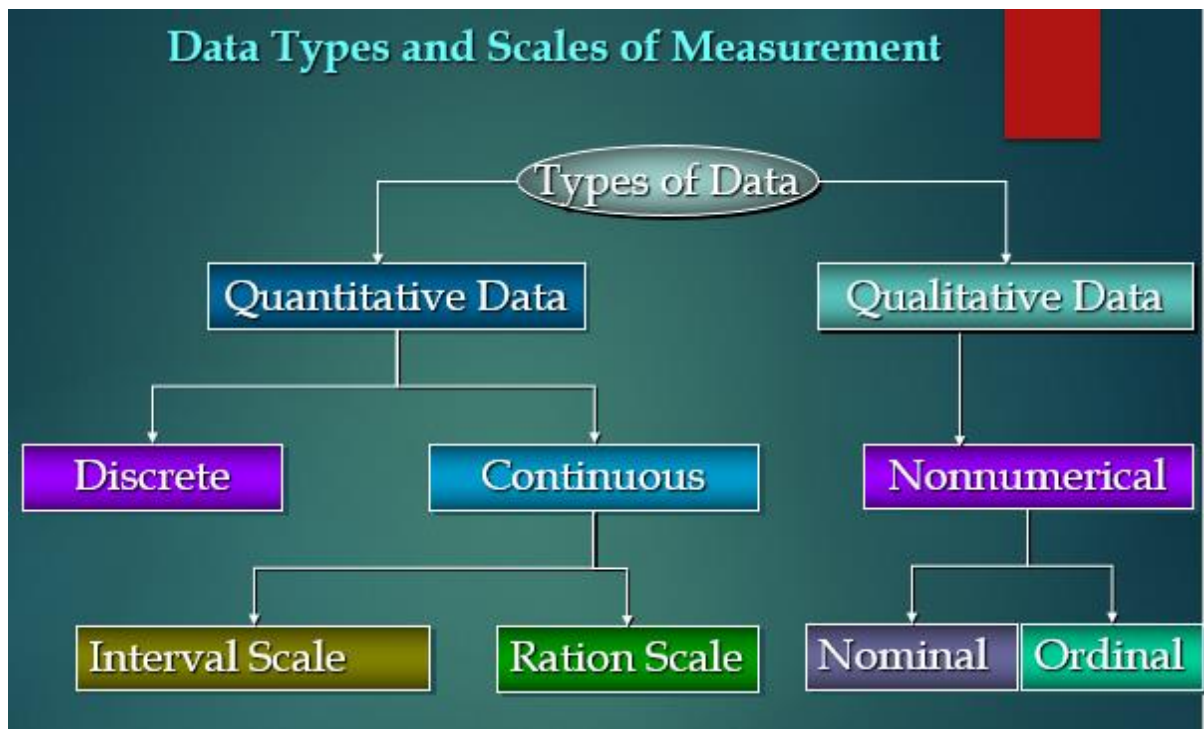 Data Types and Scales of Measurement
Types of Data
Quantitative Data
Qualitative Data
Discrete
Continuous
Nonnumerical
Interval Scale
Ration Scale
Nominal
Ordinal